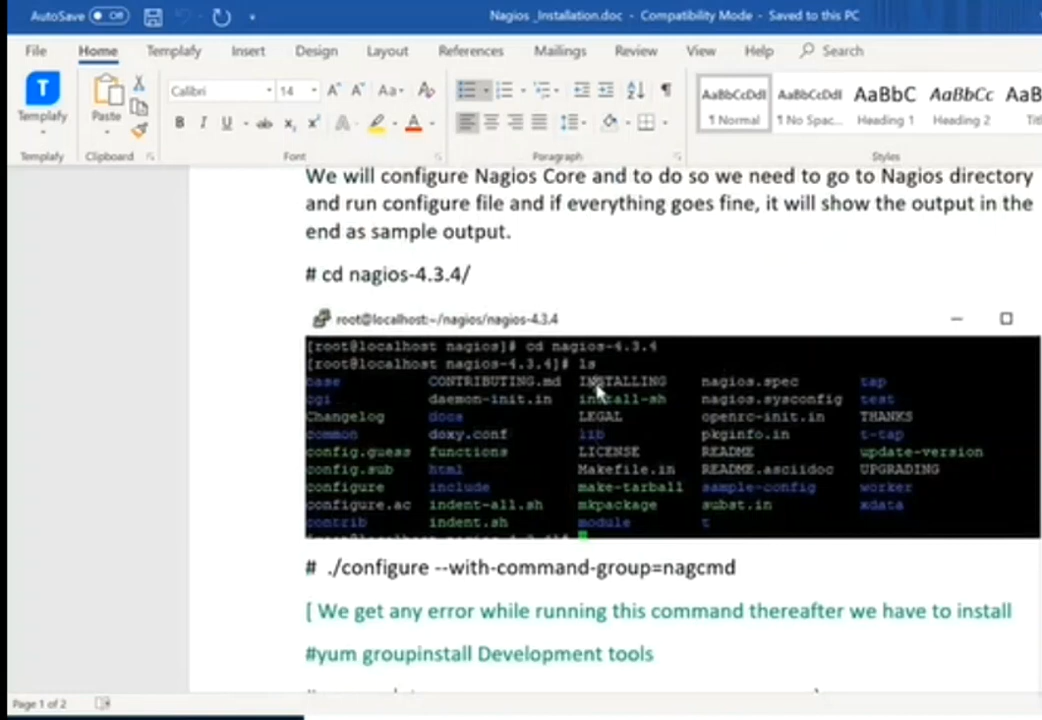 AutoSave Off Nagios _Installation.doc - Compatibility Mode - Saved to this PC
File Home Templafy Insert Design Layout References Mailings Review View Help Search
T
Templafy Paste Calibri 14
Templafy Clipboard Font Paragraph Styles
AaBbCcDdI AaBbCcDdI AaBbC AaBbCc AaB
1 Normal 1 No Spac... Heading 1 Heading 2 Titl
We will configure Nagios Core and to do so we need to go to Nagios directory
and run configure file and if everything goes fine, it will show the output in the
end as sample output.
# cd nagios-4.3.4/
root@localhost:~/nagios/nagios-4.3.4
[root@localhost nagios]# cd nagios-4.3.4
[root@localhost nagios-4.3.4]# ls
base CONTRIBUTING.md INSTALLING nagios.spec tap
cgi daemon-init.in install-sh nagios.sysconfig test
Changelog docs LEGAL openrc-init.in THANKS
common doxy.conf lib pkginfo.in t-tap
config.guess functions LICENSE README update-version
config.sub html Makefile.in README.asciidoc UPGRADING
configure include make-tarball sample-config worker
configure.ac indent-all.sh mkpackage subst.in xdata
contrib indent.sh module t
# ./configure --with-command-group=nagcmd
[ We get any error while running this command thereafter we have to install
#yum groupinstall Development tools
Page 1 of 2